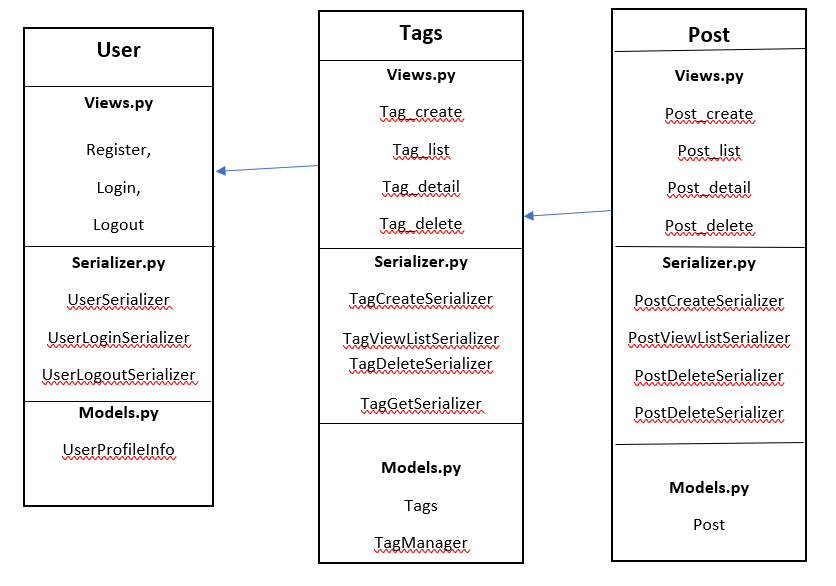 User
Views.py
Register,
Login,
Logout
Serializer.py
UserSerializer
UserLoginSerializer
UserLogoutSerializer
Models.py
UserProfileInfo
Tags
Views.py
Tag_create
Tag_list
Tag_detail
Tag_delete
Serializer.py
TagCreateSerializer
TagViewListSerializer
TagDeleteSerializer
TagGetSerializer
Models.py
Tags
TagManager
Post
Views.py
Post_create
Post_list
Post_detail
Post_delete
Serializer.py
PostCreateSerializer
PostViewListSerializer
PostDeleteSerializer
PostDeleteSerializer
Models.py
Post